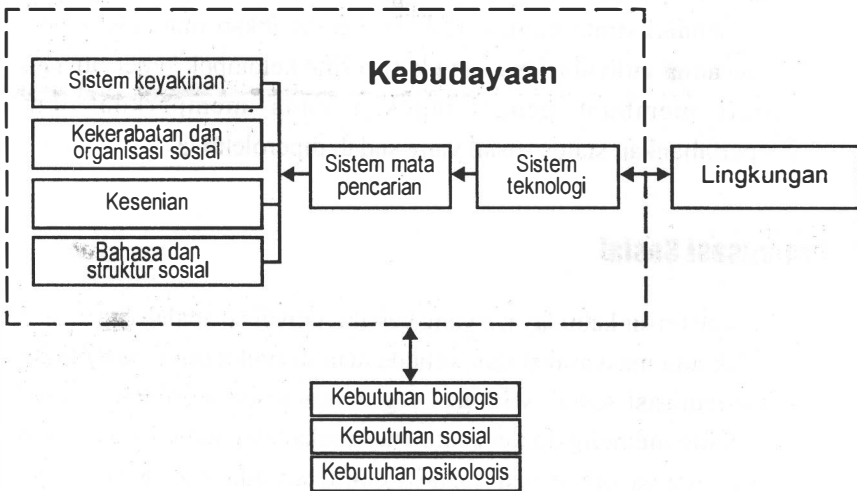 Kebudayaan
Sistem keyakinan
Kekerabatan dan
organisasi sosial
Kesenian
Bahasa dan
struktur sosial
Sistem mata
pencarian
Sistem
teknologi
Lingkungan
Kebutuhan biologis
Kebutuhan sosial
Kebutuhan psikologis